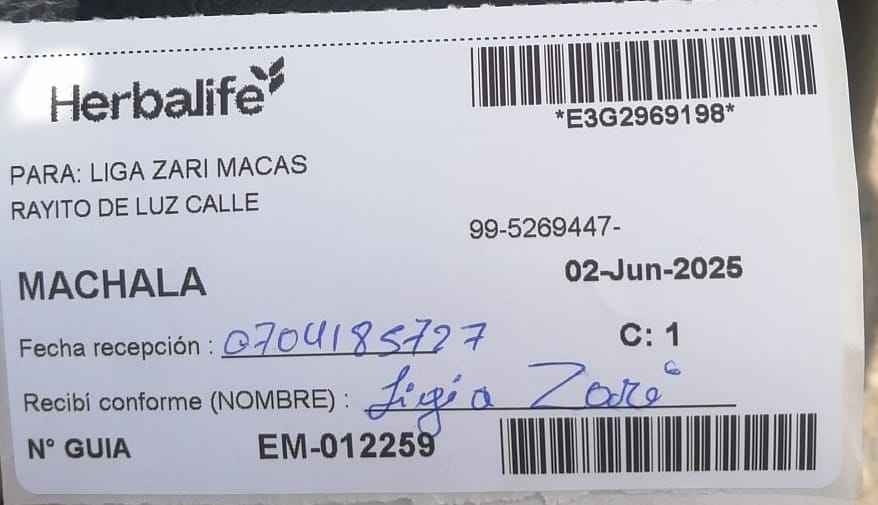 Herbalife
*E3G2969198*
PARA: LIGA ZARI MACAS
RAYITO DE LUZ CALLE
99-5269447-
MACHALA
02-Jun-2025
Fecha recepción : 0704185727
C: 1
Recibí conforme (NOMBRE) : Ligia Zari
N° GUIA EM-012259